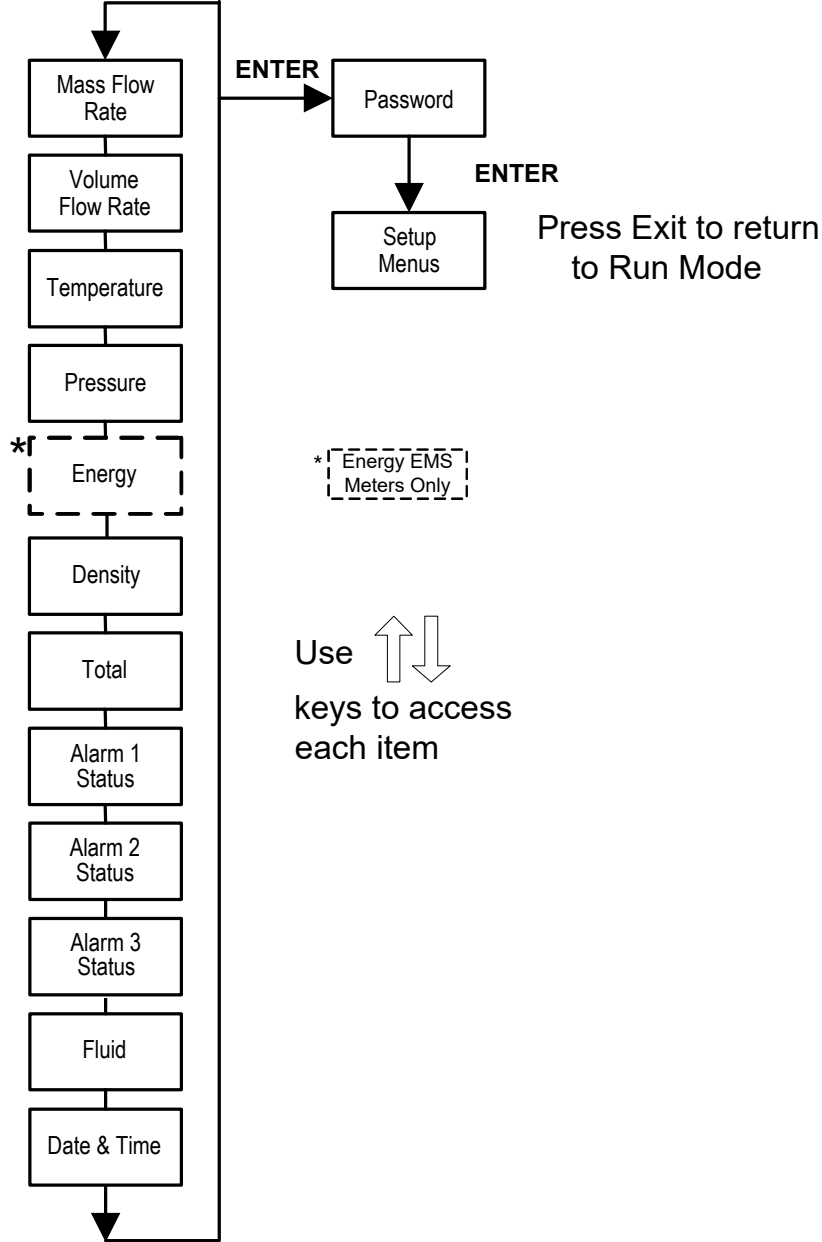 Mass Flow
Rate
Volume
Flow Rate
Temperature
Pressure
*
Energy
Density
Total
Alarm 1
Status
Alarm 2
Status
Alarm 3
Status
Fluid
Date & Time
ENTER
Password
ENTER
Setup
Menus
Press Exit to return
to Run Mode
* Energy EMS
Meters Only
Use
keys to access
each item